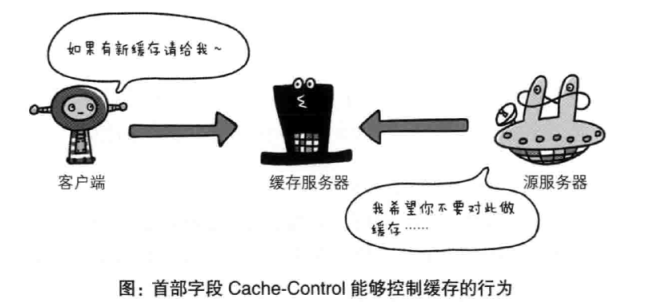 如果有新缓存请给我～
客户端
缓存服务器
源服务器
我希望你不要对此做
缓存……
图：首部字段 Cache-Control 能够控制缓存的行为